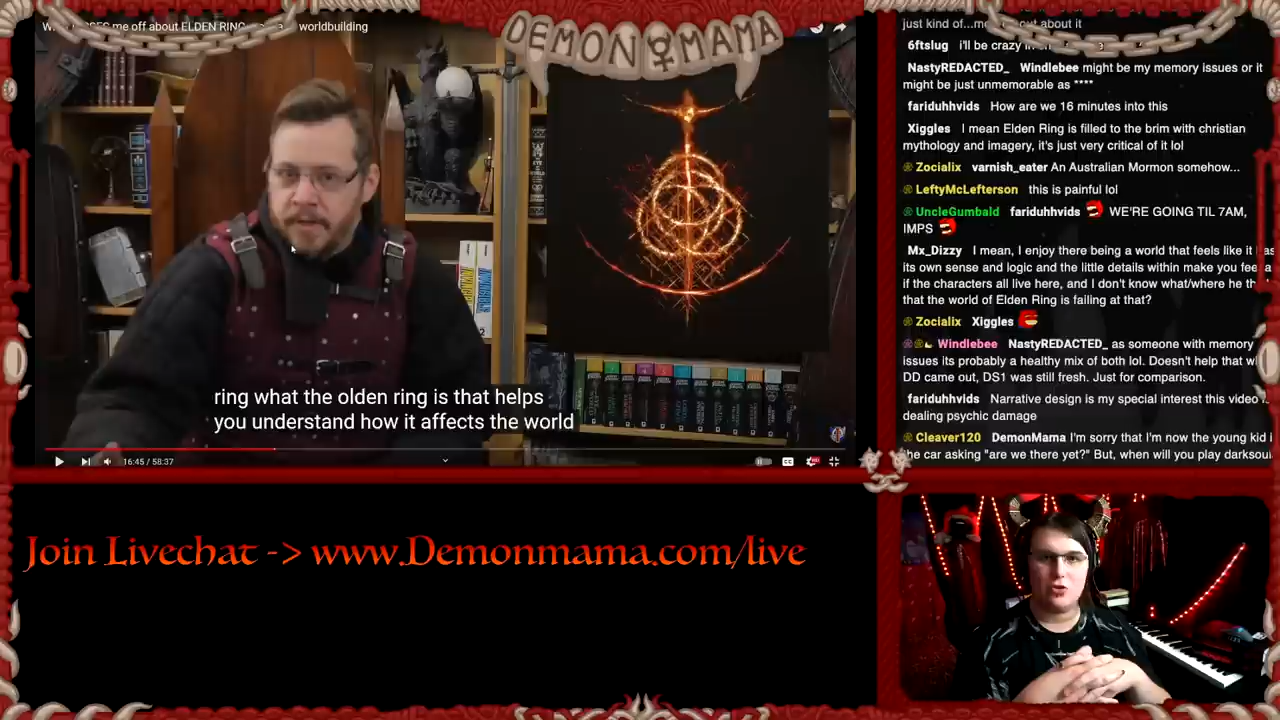 me off about ELDEN RING
worldbuilding
DEMON MAMA
ring what the olden ring is that helps
you understand how it affects the world
16:45 / 58:37
Join Livechat -> www.Demonmama.com/live
just kind of...
about it
6ftslug i'll be crazy
NastyREDACTED_ Windlebee might be my memory issues or it
might be just unmemorable as ****
fariduhhvids How are we 16 minutes into this
Xiggles I mean Elden Ring is filled to the brim with christian
mythology and imagery, it's just very critical of it lol
Zocialix varnish_eater An Australian Mormon somehow...
LeftyMcLefterson this is painful lol
UncleGumbald fariduhhvids WE'RE GOING TIL 7AM,
IMPS
Mx_Dizzy I mean, I enjoy there being a world that feels like it has
its own sense and logic and the little details within make you
if the characters all live here, and I don't know what/where he
that the world of Elden Ring is failing at that?
Zocialix Xiggles
Windlebee NastyREDACTED_ as someone with memory
issues its probably a healthy mix of both lol. Doesn't help that
DD came out, DS1 was still fresh. Just for comparison.
fariduhhvids Narrative design is my special interest this video
dealing psychic damage
Cleaver120 DemonMama I'm sorry that I'm now the young kid
car asking "are we there yet?" But, when will you play